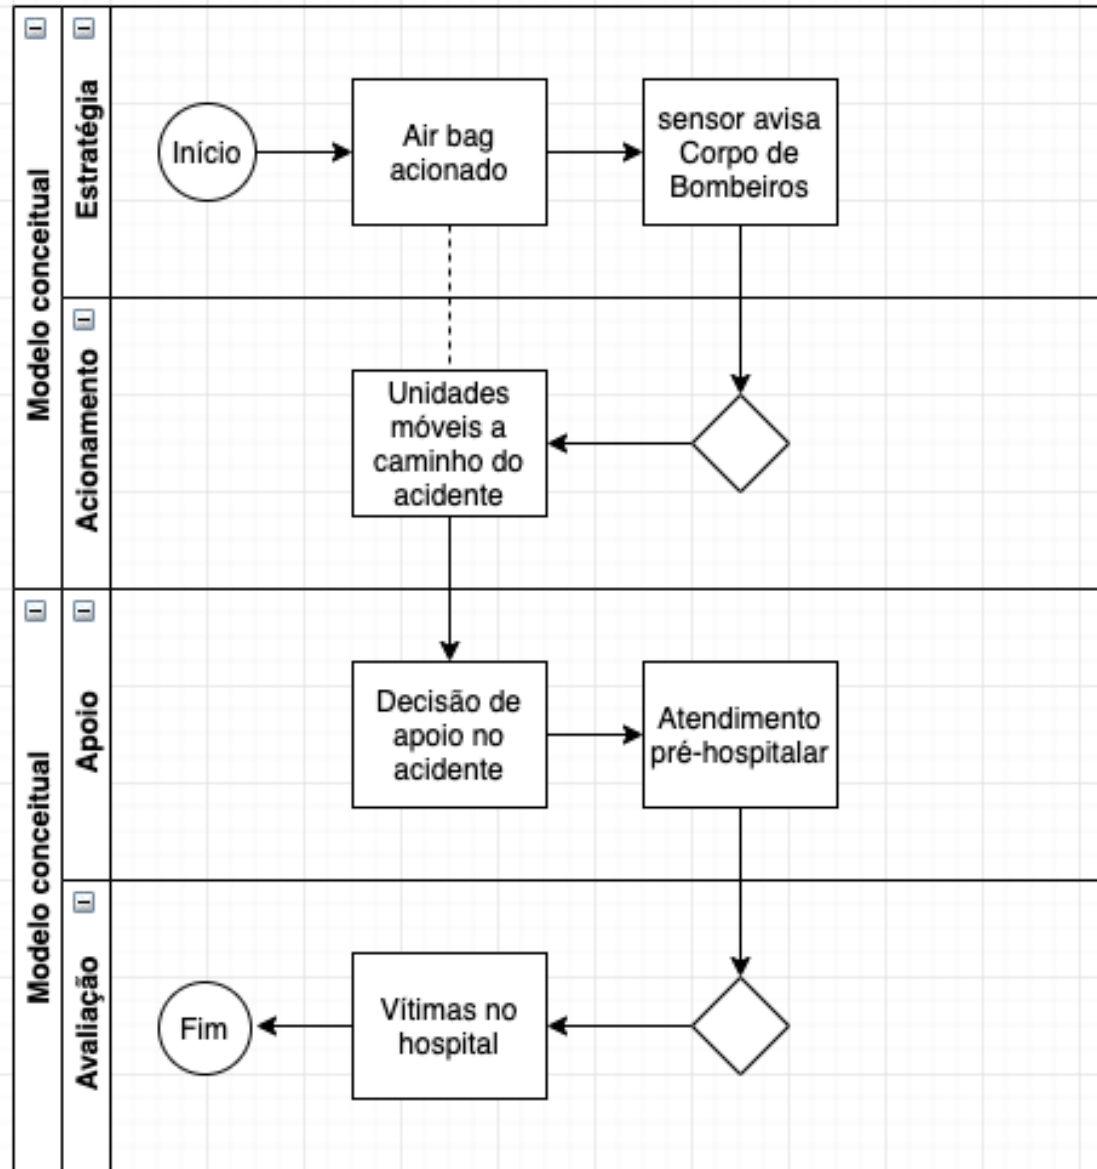 Modelo conceitual
Estratégia
Início
Air bag
acionado
sensor avisa
Corpo de
Bombeiros
Acionamento
Unidades
móveis a
caminho do
acidente
Modelo conceitual
Apoio
Decisão de
apoio no
acidente
Atendimento
pré-hospitalar
Avaliação
Fim
Vítimas no
hospital